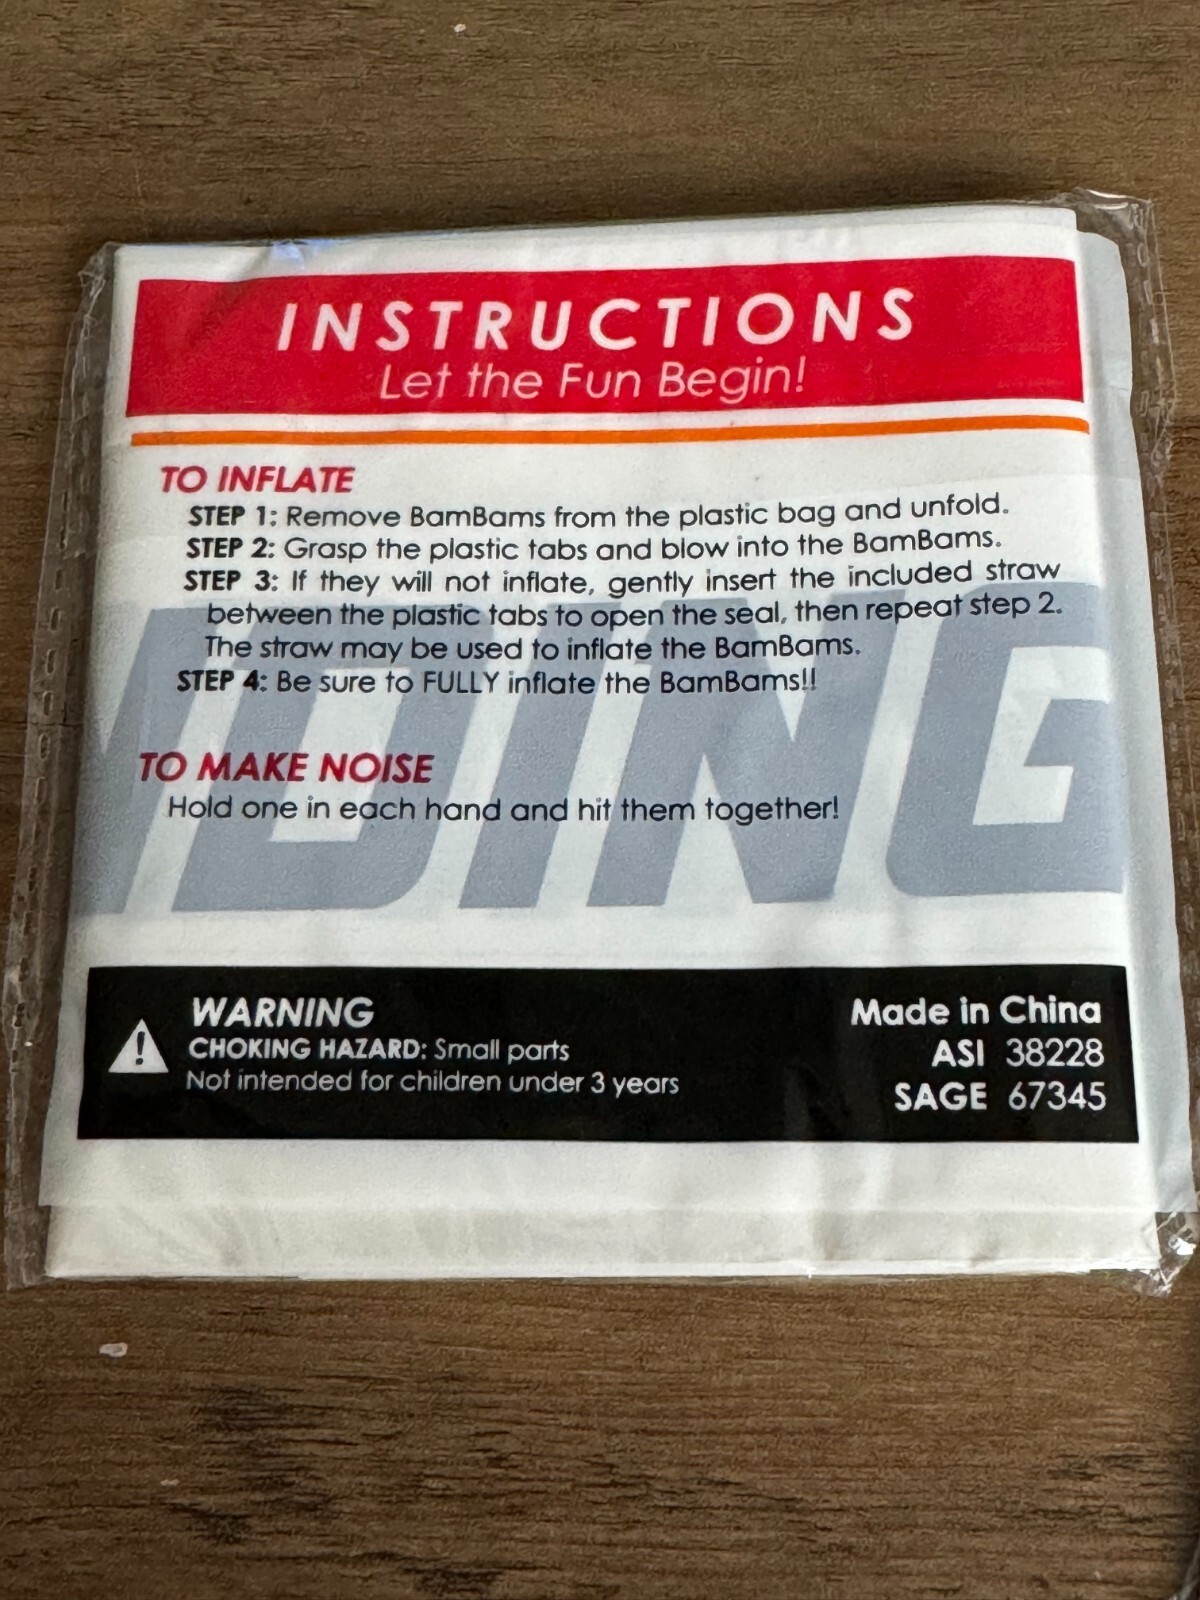 INSTRUCTIONS
Let the Fun Begin!
TO INFLATE
STEP 1: Remove BamBams from the plastic bag and unfold.
STEP 2: Grasp the plastic tabs and blow into the BamBams.
STEP 3: If they will not inflate, gently insert the included straw
between the plastic tabs to open the seal, then repeat step 2.
The straw may be used to inflate the BamBams.
STEP 4: Be sure to FULLY inflate the BamBams!!
DING
TO MAKE NOISE
Hold one in each hand and hit them together!
WARNING
CHOKING HAZARD: Small parts
Not intended for children under 3 years
Made in China
ASI 38228
SAGE 67345